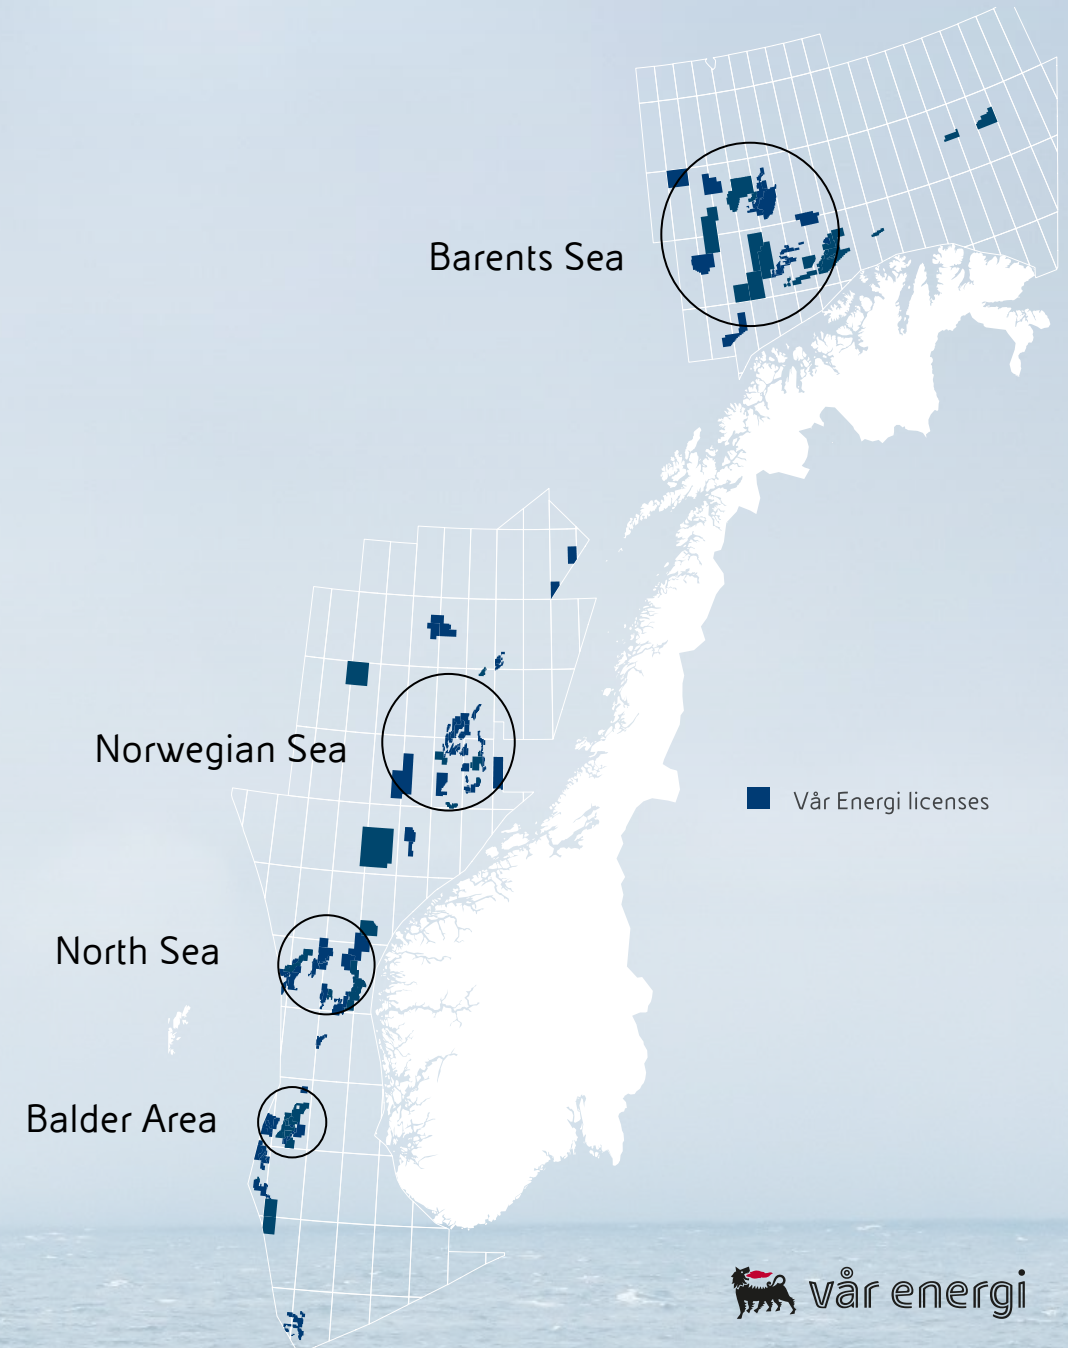 Barents Sea
Norwegian Sea
Vår Energi licenses
North Sea
Balder Area
vår energi